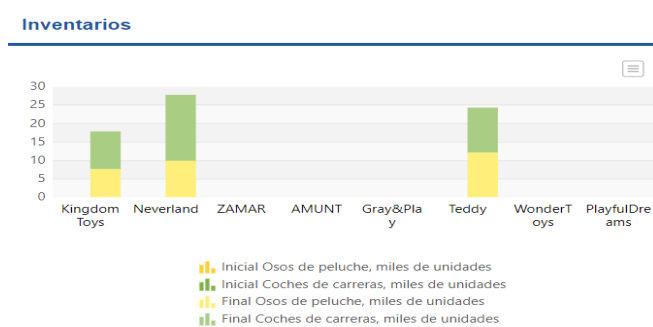 Inventarios
30
25
20
15
10
5
0
Kingdom Neverland ZAMAR AMUNT Gray&Pla Teddy WonderT PlayfulDre
Toys y oys ams
Inicial Osos de peluche, miles de unidades
Inicial Coches de carreras, miles de unidades
Final Osos de peluche, miles de unidades
Final Coches de carreras, miles de unidades